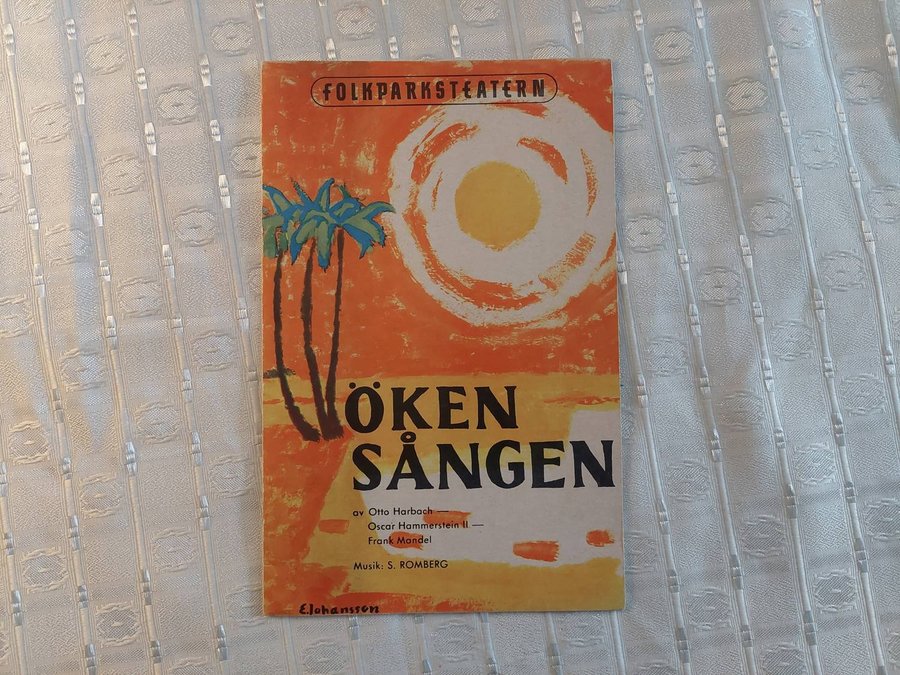 FOLKPARKSTEATERN
ÖKEN
SÅNGEN
av Otto Harbach —
Oscar Hammerstein II —
Frank Mandel
Musik: S. ROMBERG
E.Johansson